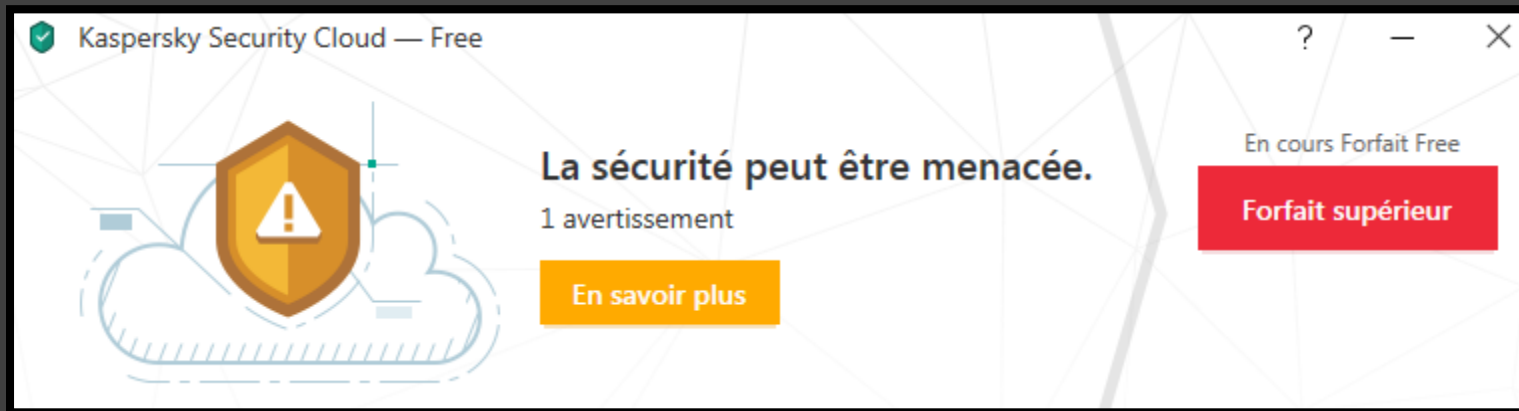 Kaspersky Security Cloud — Free
En cours Forfait Free
La sécurité peut être menacée.
Forfait supérieur
1 avertissement
En savoir plus